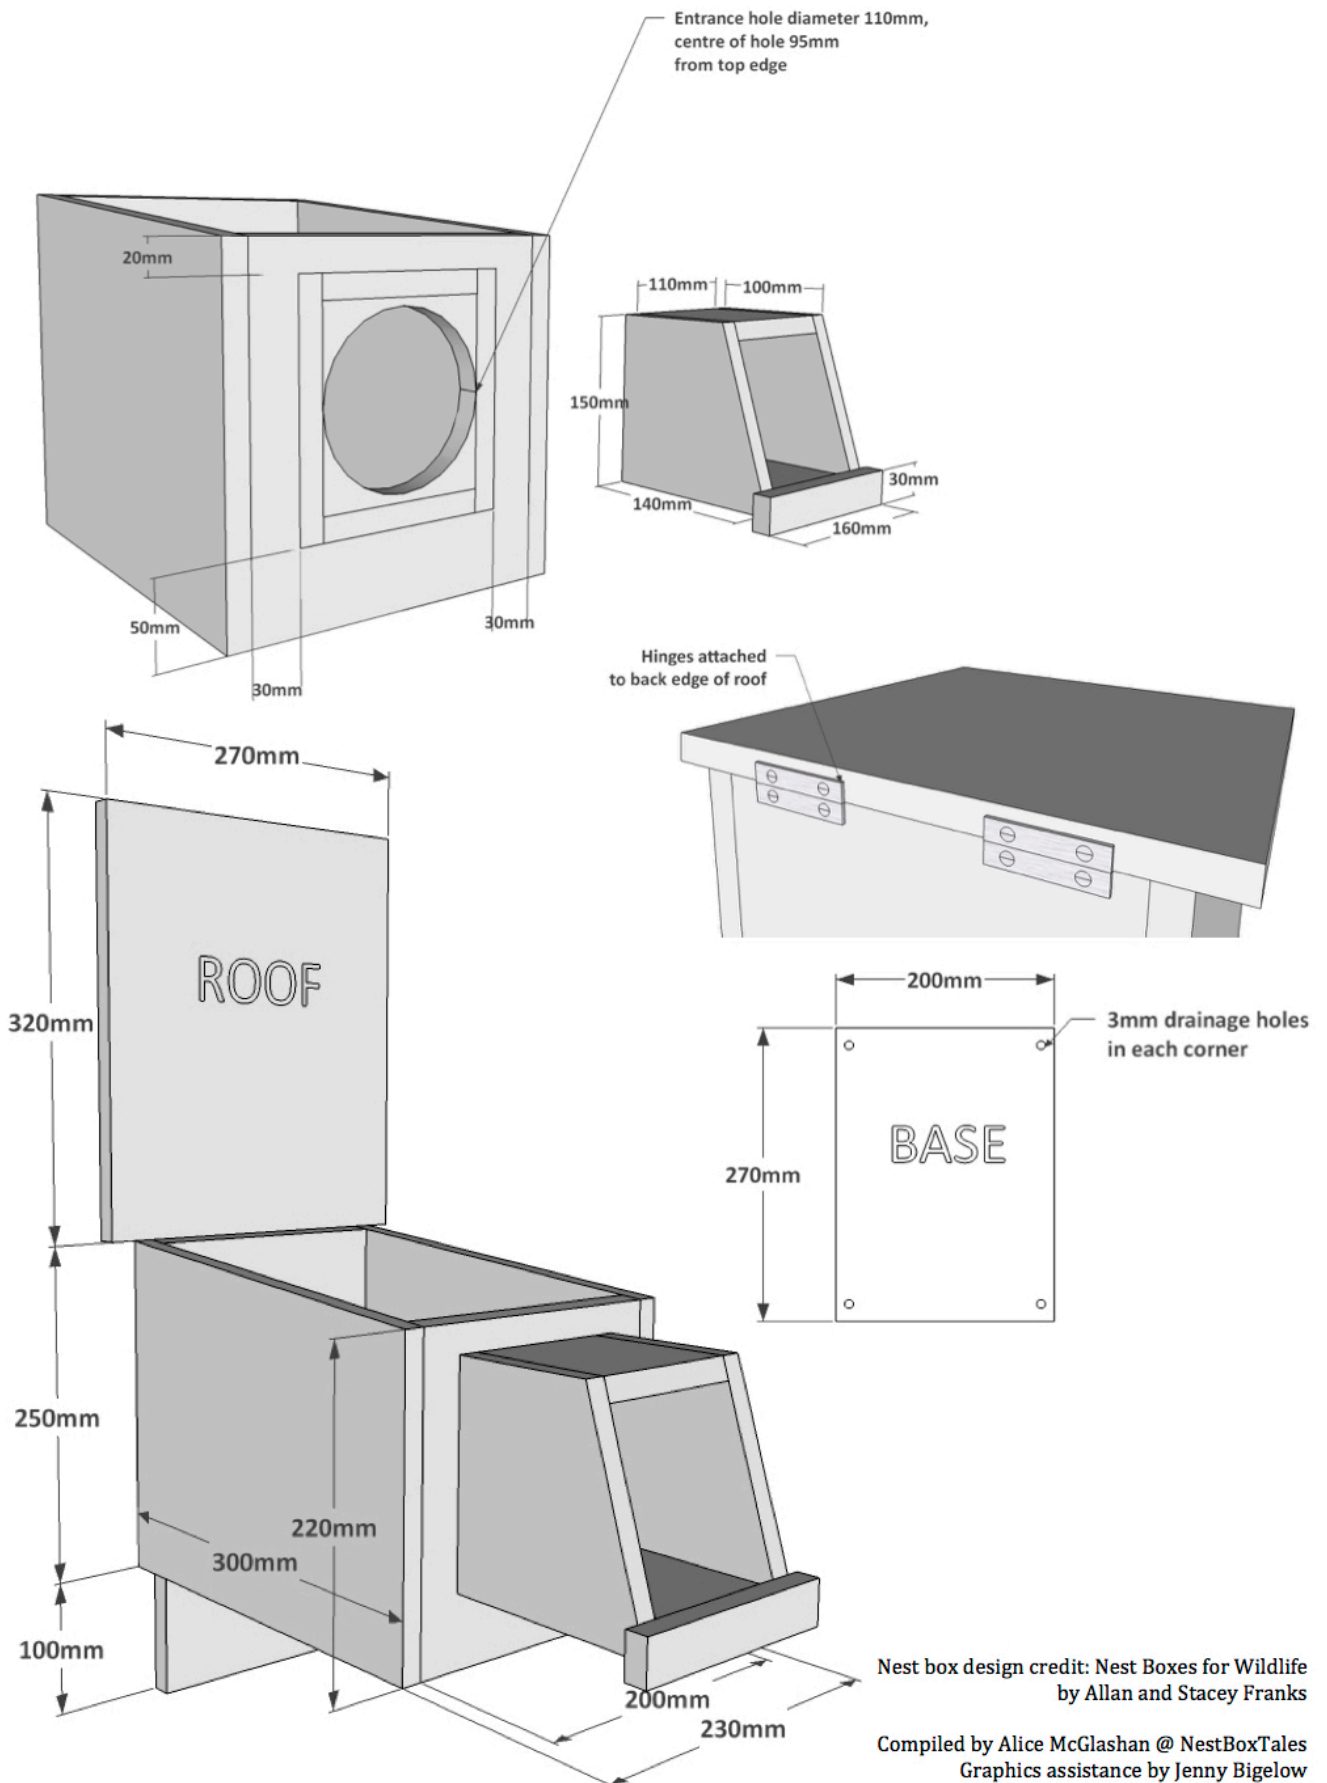 Entrance hole diameter 110mm,
centre of hole 95mm
from top edge
20mm
110mm
100mm
150mm
30mm
140mm
160mm
50mm
30mm
30mm
Hinges attached
to back edge of roof
270mm
ROOF
320mm
200mm
3mm drainage holes
in each corner
BASE
270mm
250mm
220mm
300mm
100mm
200mm
230mm
Nest box design credit: Nest Boxes for Wildlife
by Allan and Stacey Franks
Compiled by Alice McGlashan @ NestBoxTales
Graphics assistance by Jenny Bigelow